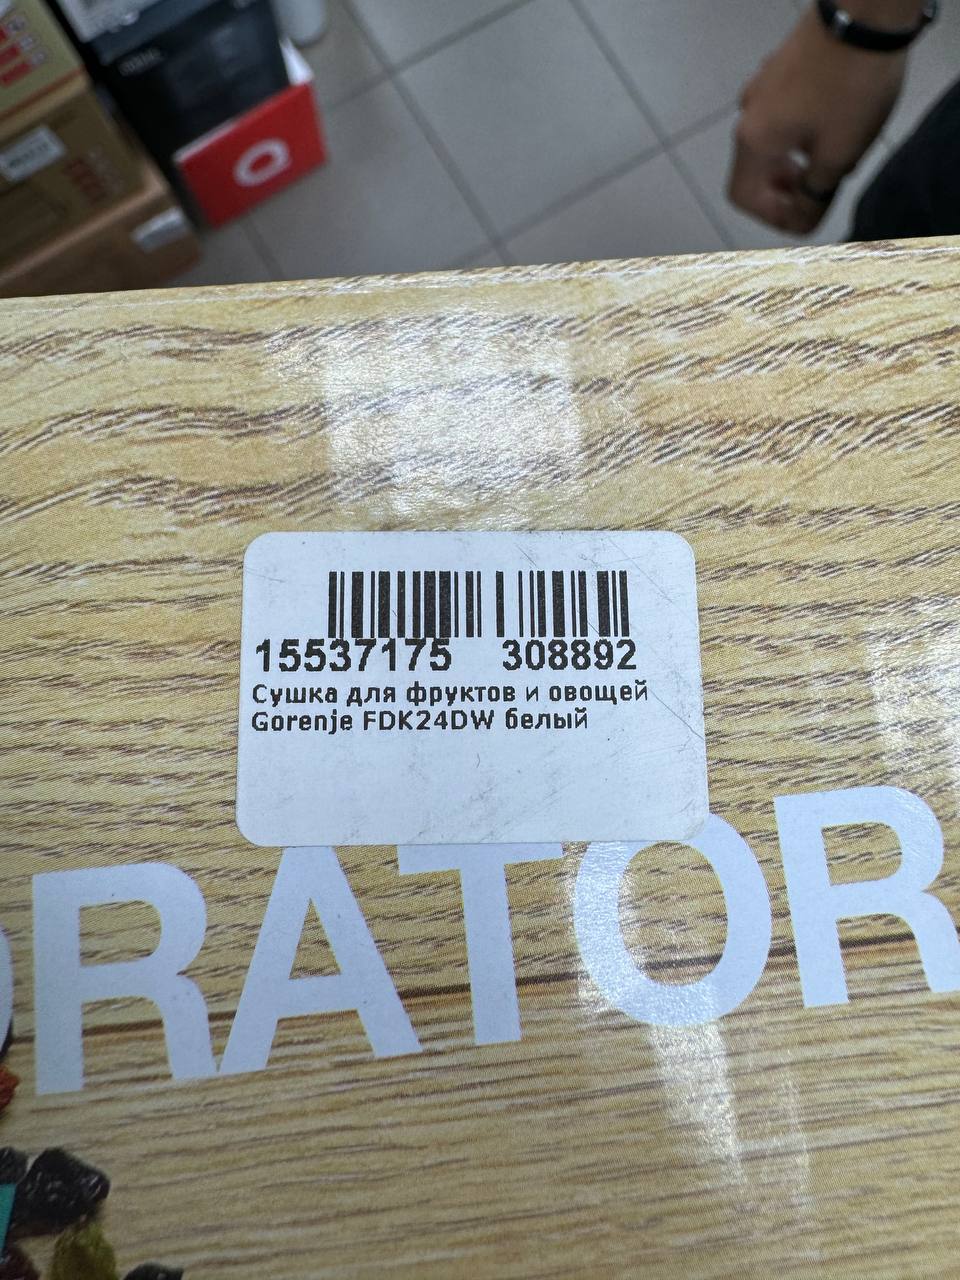 15537175 308892
Сушка для фруктов и овощей
Gorenje FDK24DW белый
RATOR